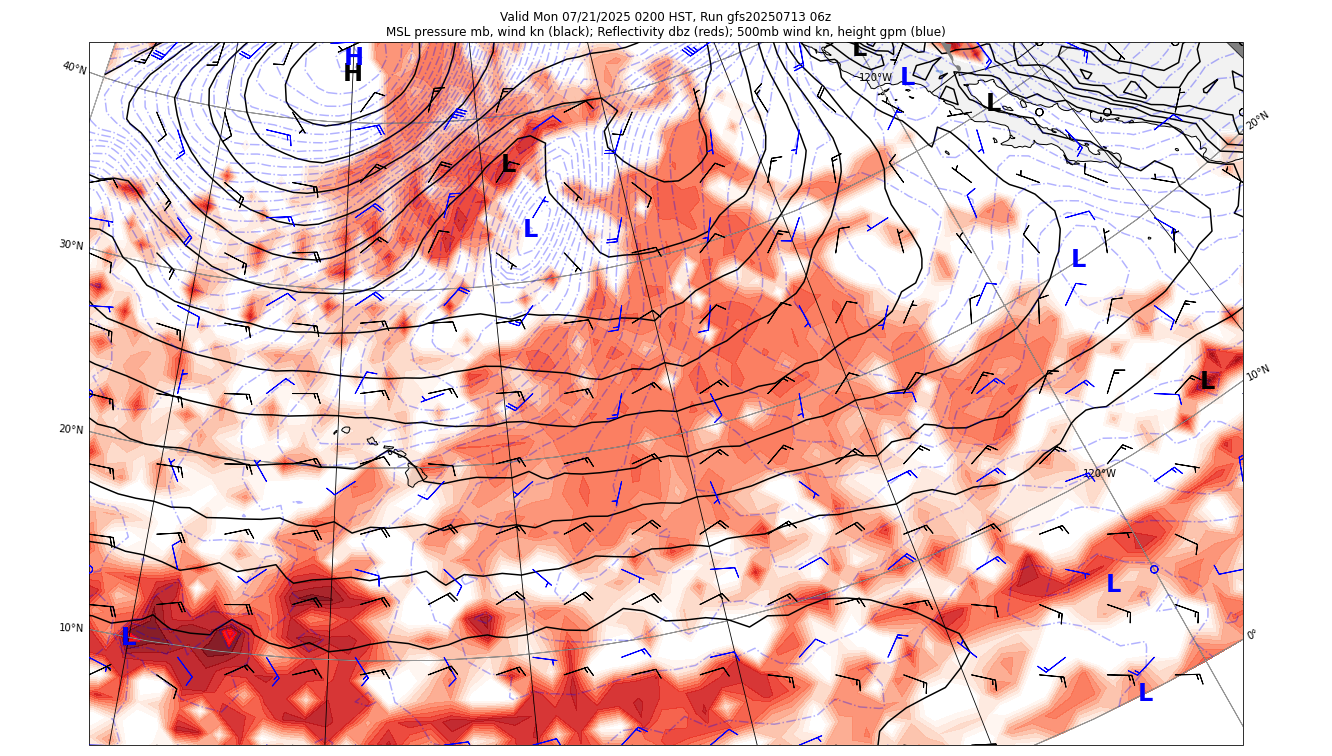 Valid Mon 07/21/2025 0200 HST, Run gfs20250713 06z
MSL pressure mb, wind kn (black); Reflectivity dbz (reds); 500mb wind kn, height gpm (blue)
H
H
L
40°N
120°W
L
L
20°N
L
L
30°N
L
10°N
L
20°N
120°W
L
10°N
L
0°
L